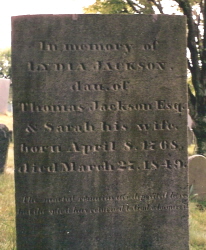 In memory of
LYDIA JACKSON,
dau. of
Thomas Jackson Esq.
& Sarah his wife,
born April 8, 1768,
died March 27, 1849.